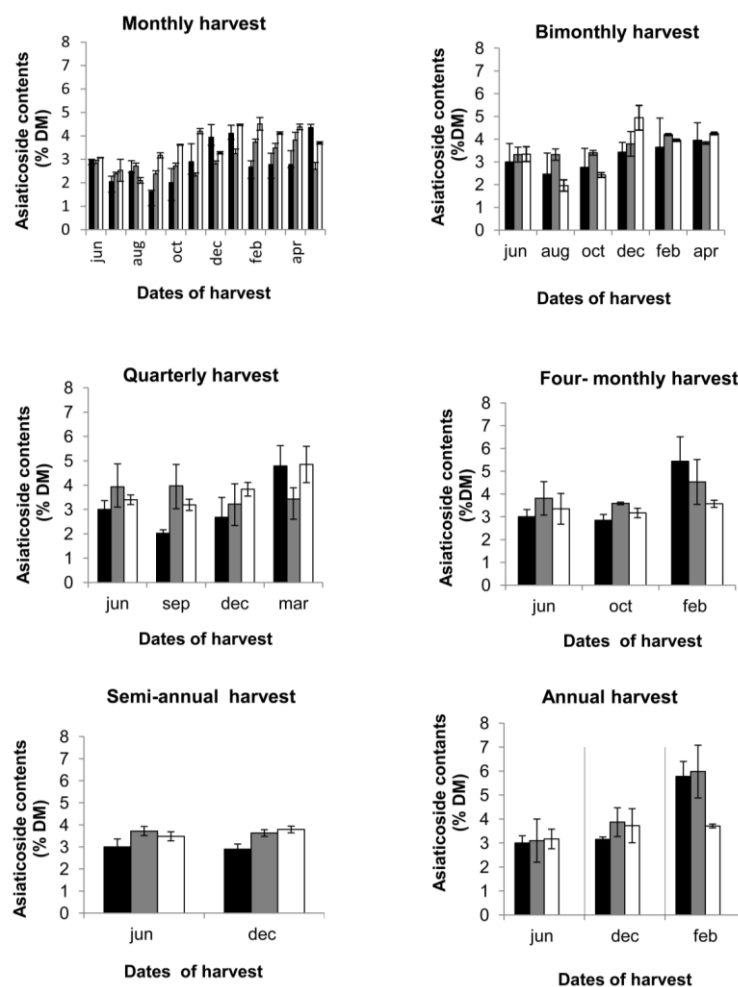 Monthly harvest
Asiaticoside contents
(% DM)
8
7
6
5
4
3
2
1
0
jun
aug
oct
dec
feb
apr
Dates of harvest
Bimonthly harvest
Asiaticoside contents
(%DM)
8
7
6
5
4
3
2
1
0
jun aug oct dec feb apr
Dates of harvest
Quarterly harvest
Asiaticoside contents
(% DM)
8
7
6
5
4
3
2
1
0
jun sep dec mar
Dates of harvest
Four- monthly harvest
Asiaticoside contents
(%DM)
8
7
6
5
4
3
2
1
0
jun oct feb
Dates of harvest
Semi-annual harvest
Asiaticoside contents
(% DM)
8
7
6
5
4
3
2
1
0
jun dec
Dates of harvest
Annual harvest
Asiaticoside contants
(% DM)
8
7
6
5
4
3
2
1
0
jun dec feb
Dates of harvest